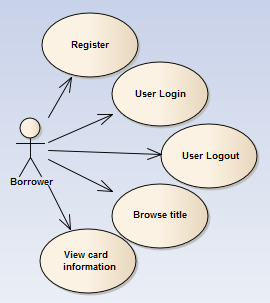 Register
User Login
User Logout
Borrower
Browse title
View card
information